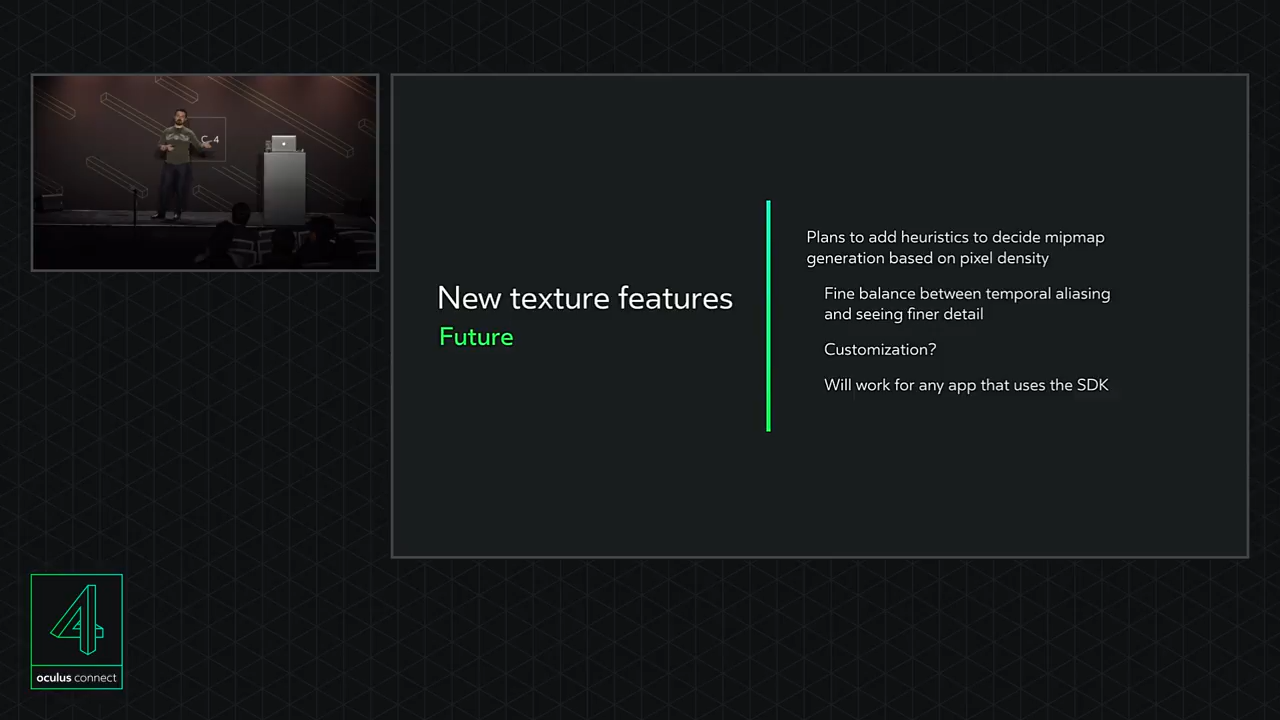 C 4
New texture features
Future
Plans to add heuristics to decide mipmap
generation based on pixel density
Fine balance between temporal aliasing
and seeing finer detail
Customization?
Will work for any app that uses the SDK
4
oculus connect